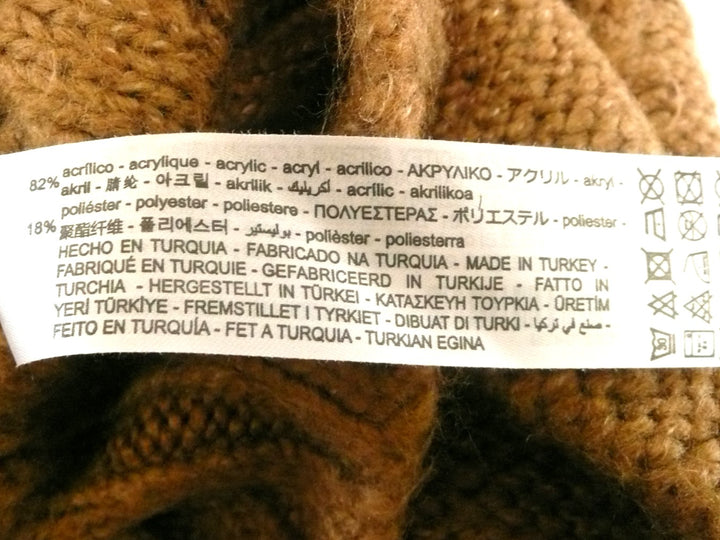 82% acrílico - acrylique - acrylic - acryl - acrilico - ΑΚΡΥΛΙΚΟ - アクリル - akryl -
akril - 腈纶 - 아크릴 - akrilik - أكريليك - acrílic - akrilikoa
18% poliéster - polyester - poliestere - ΠΟΛΥΕΣΤΕΡΑΣ - ポリエステル - poliester -
聚酯纤维 - 폴리에스터 - بوليستير - polièster - poliesterra
HECHO EN TURQUIA - FABRICADO NA TURQUIA - MADE IN TURKEY -
FABRIQUÉ EN TURQUIE - GEFABRICEERD IN TURKIJE - FATTO IN
TURCHIA - HERGESTELLT IN TÜRKEI - ΚΑΤΑΣΚΕΥΗ ΤΟΥΡΚΙΑ - ÜRETİM
YERİ TÜRKİYE - FREMSTILLET I TYRKIET - DIBUAT DI TURKI - صنع في تركيا -
FEITO EN TURQUÍA - FET A TURQUIA - TURKIAN EGINA